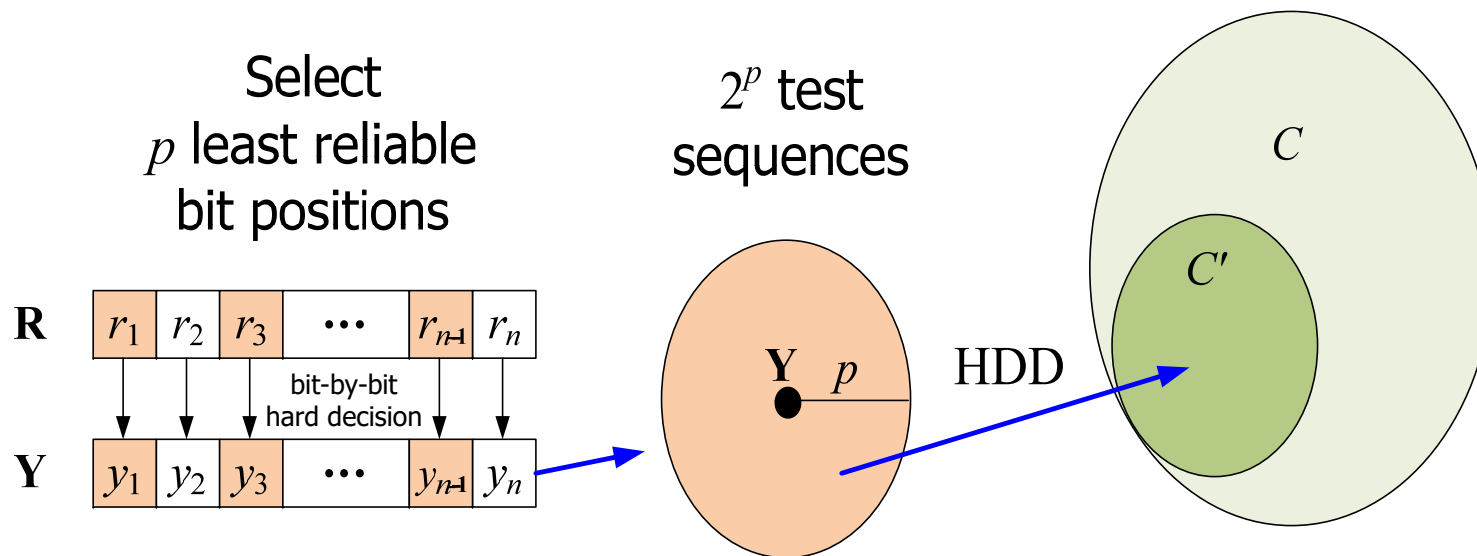 Select
p least reliable
bit positions
2^p test
sequences
C
C'
R r₁ r₂ r₃ ... rₙ₋₁ rₙ
bit-by-bit
hard decision
Y y₁ y₂ y₃ ... yₙ₋₁ yₙ
Y p
HDD